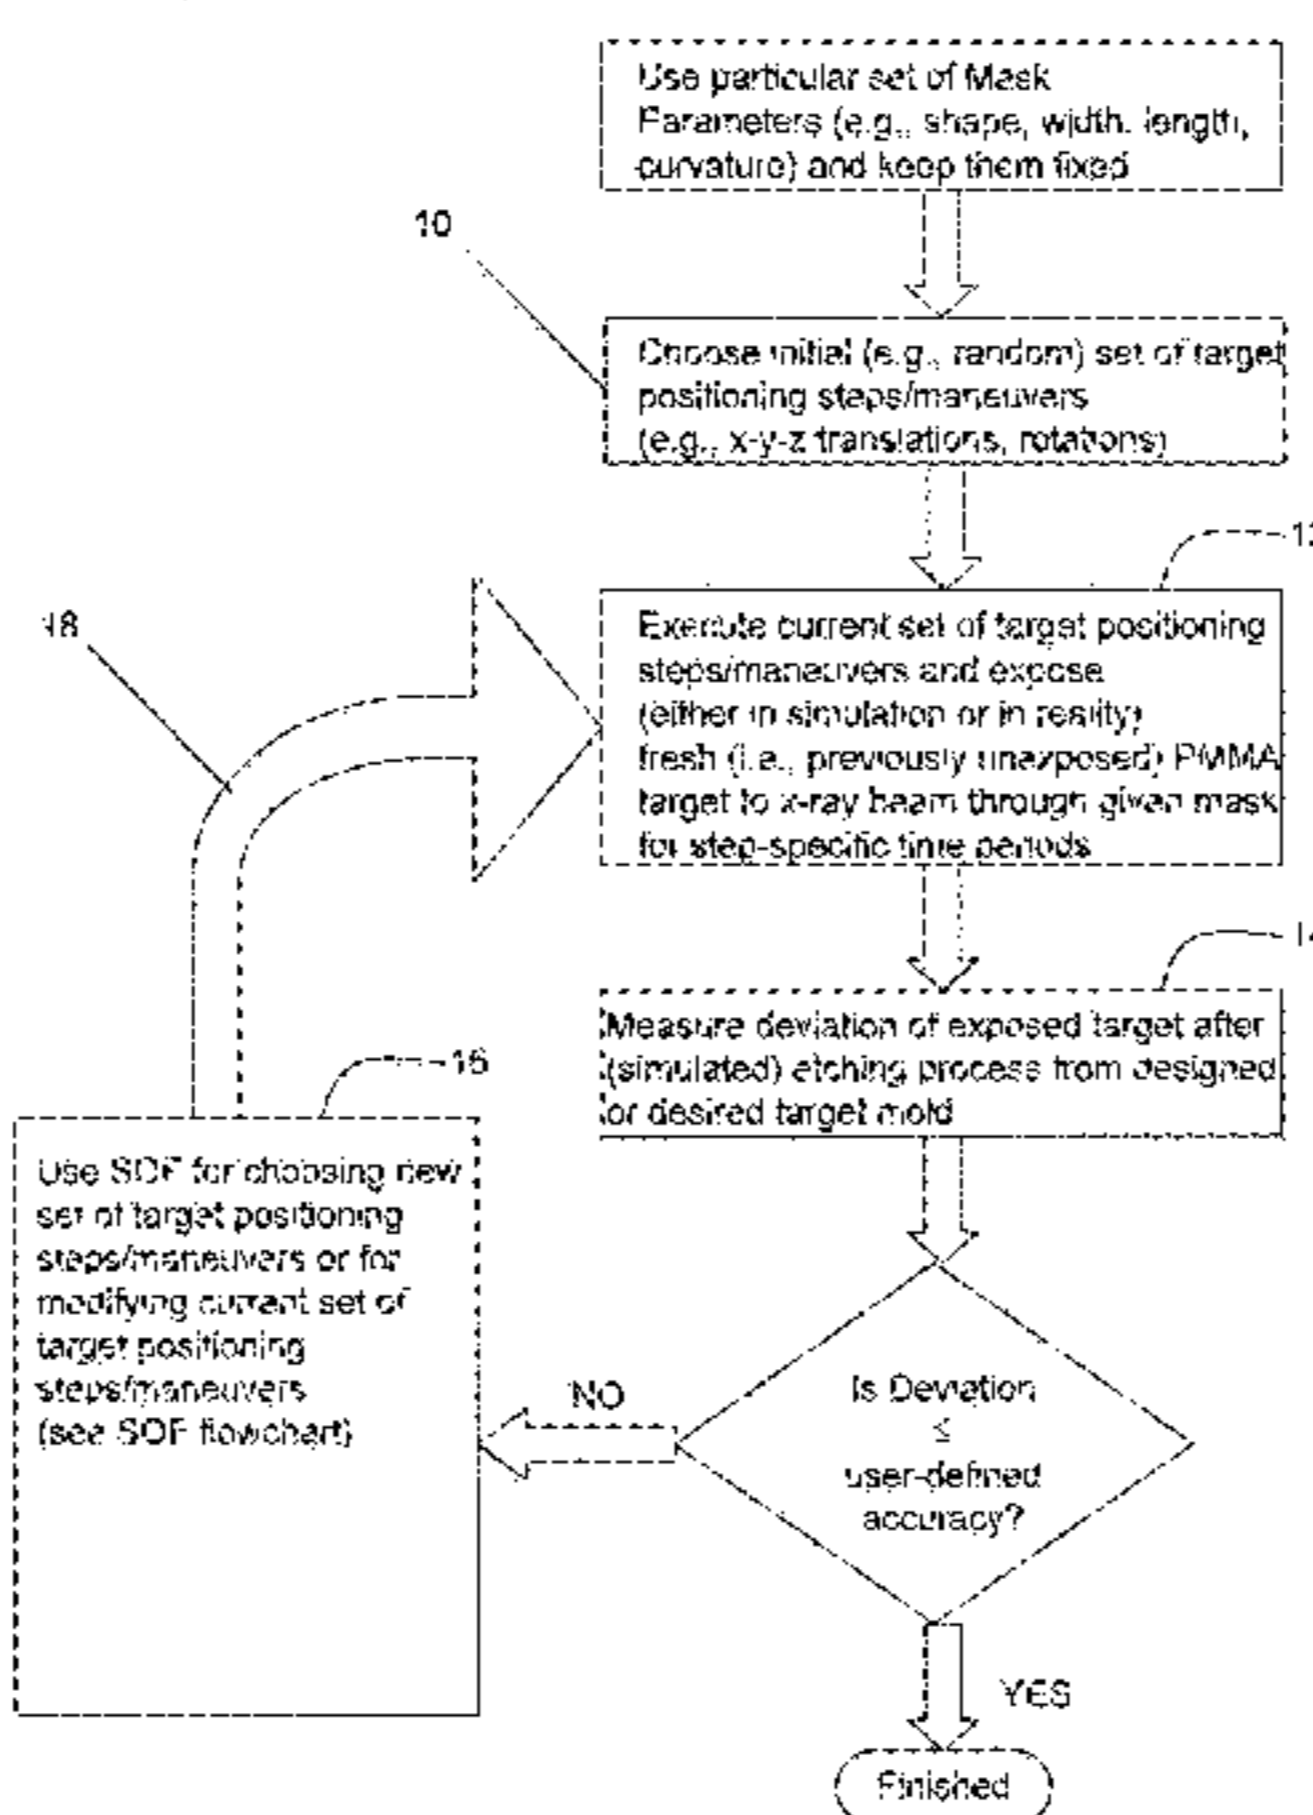 Use particular set of Mask
Parameters (e.g., shape, width, length,
curvature) and keep them fixed
10
Choose initial (e.g., random) set of target
positioning steps/maneuvers
(e.g., x-y-z translations, rotations)
Execute current set of target positioning
steps/maneuvers and expose
(either in simulation or in reality)
fresh (i.e., previously unexposed) PMMA
target to x-ray beam through given mask
for step-specific time periods
18
14
Measure deviation of exposed target after
(simulated) etching process from designed
or desired target mold
16
Use SOF for choosing new
set of target positioning
steps/maneuvers or for
modifying current set of
target positioning
steps/maneuvers
(see SOF flowchart)
NO
Is Deviation
≤
user-defined
accuracy?
YES
Finished